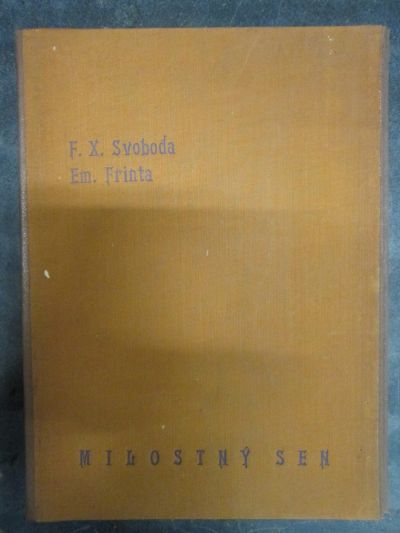 F. X. Svoboda
Em. Frinta
MILOSTNÝ SEN